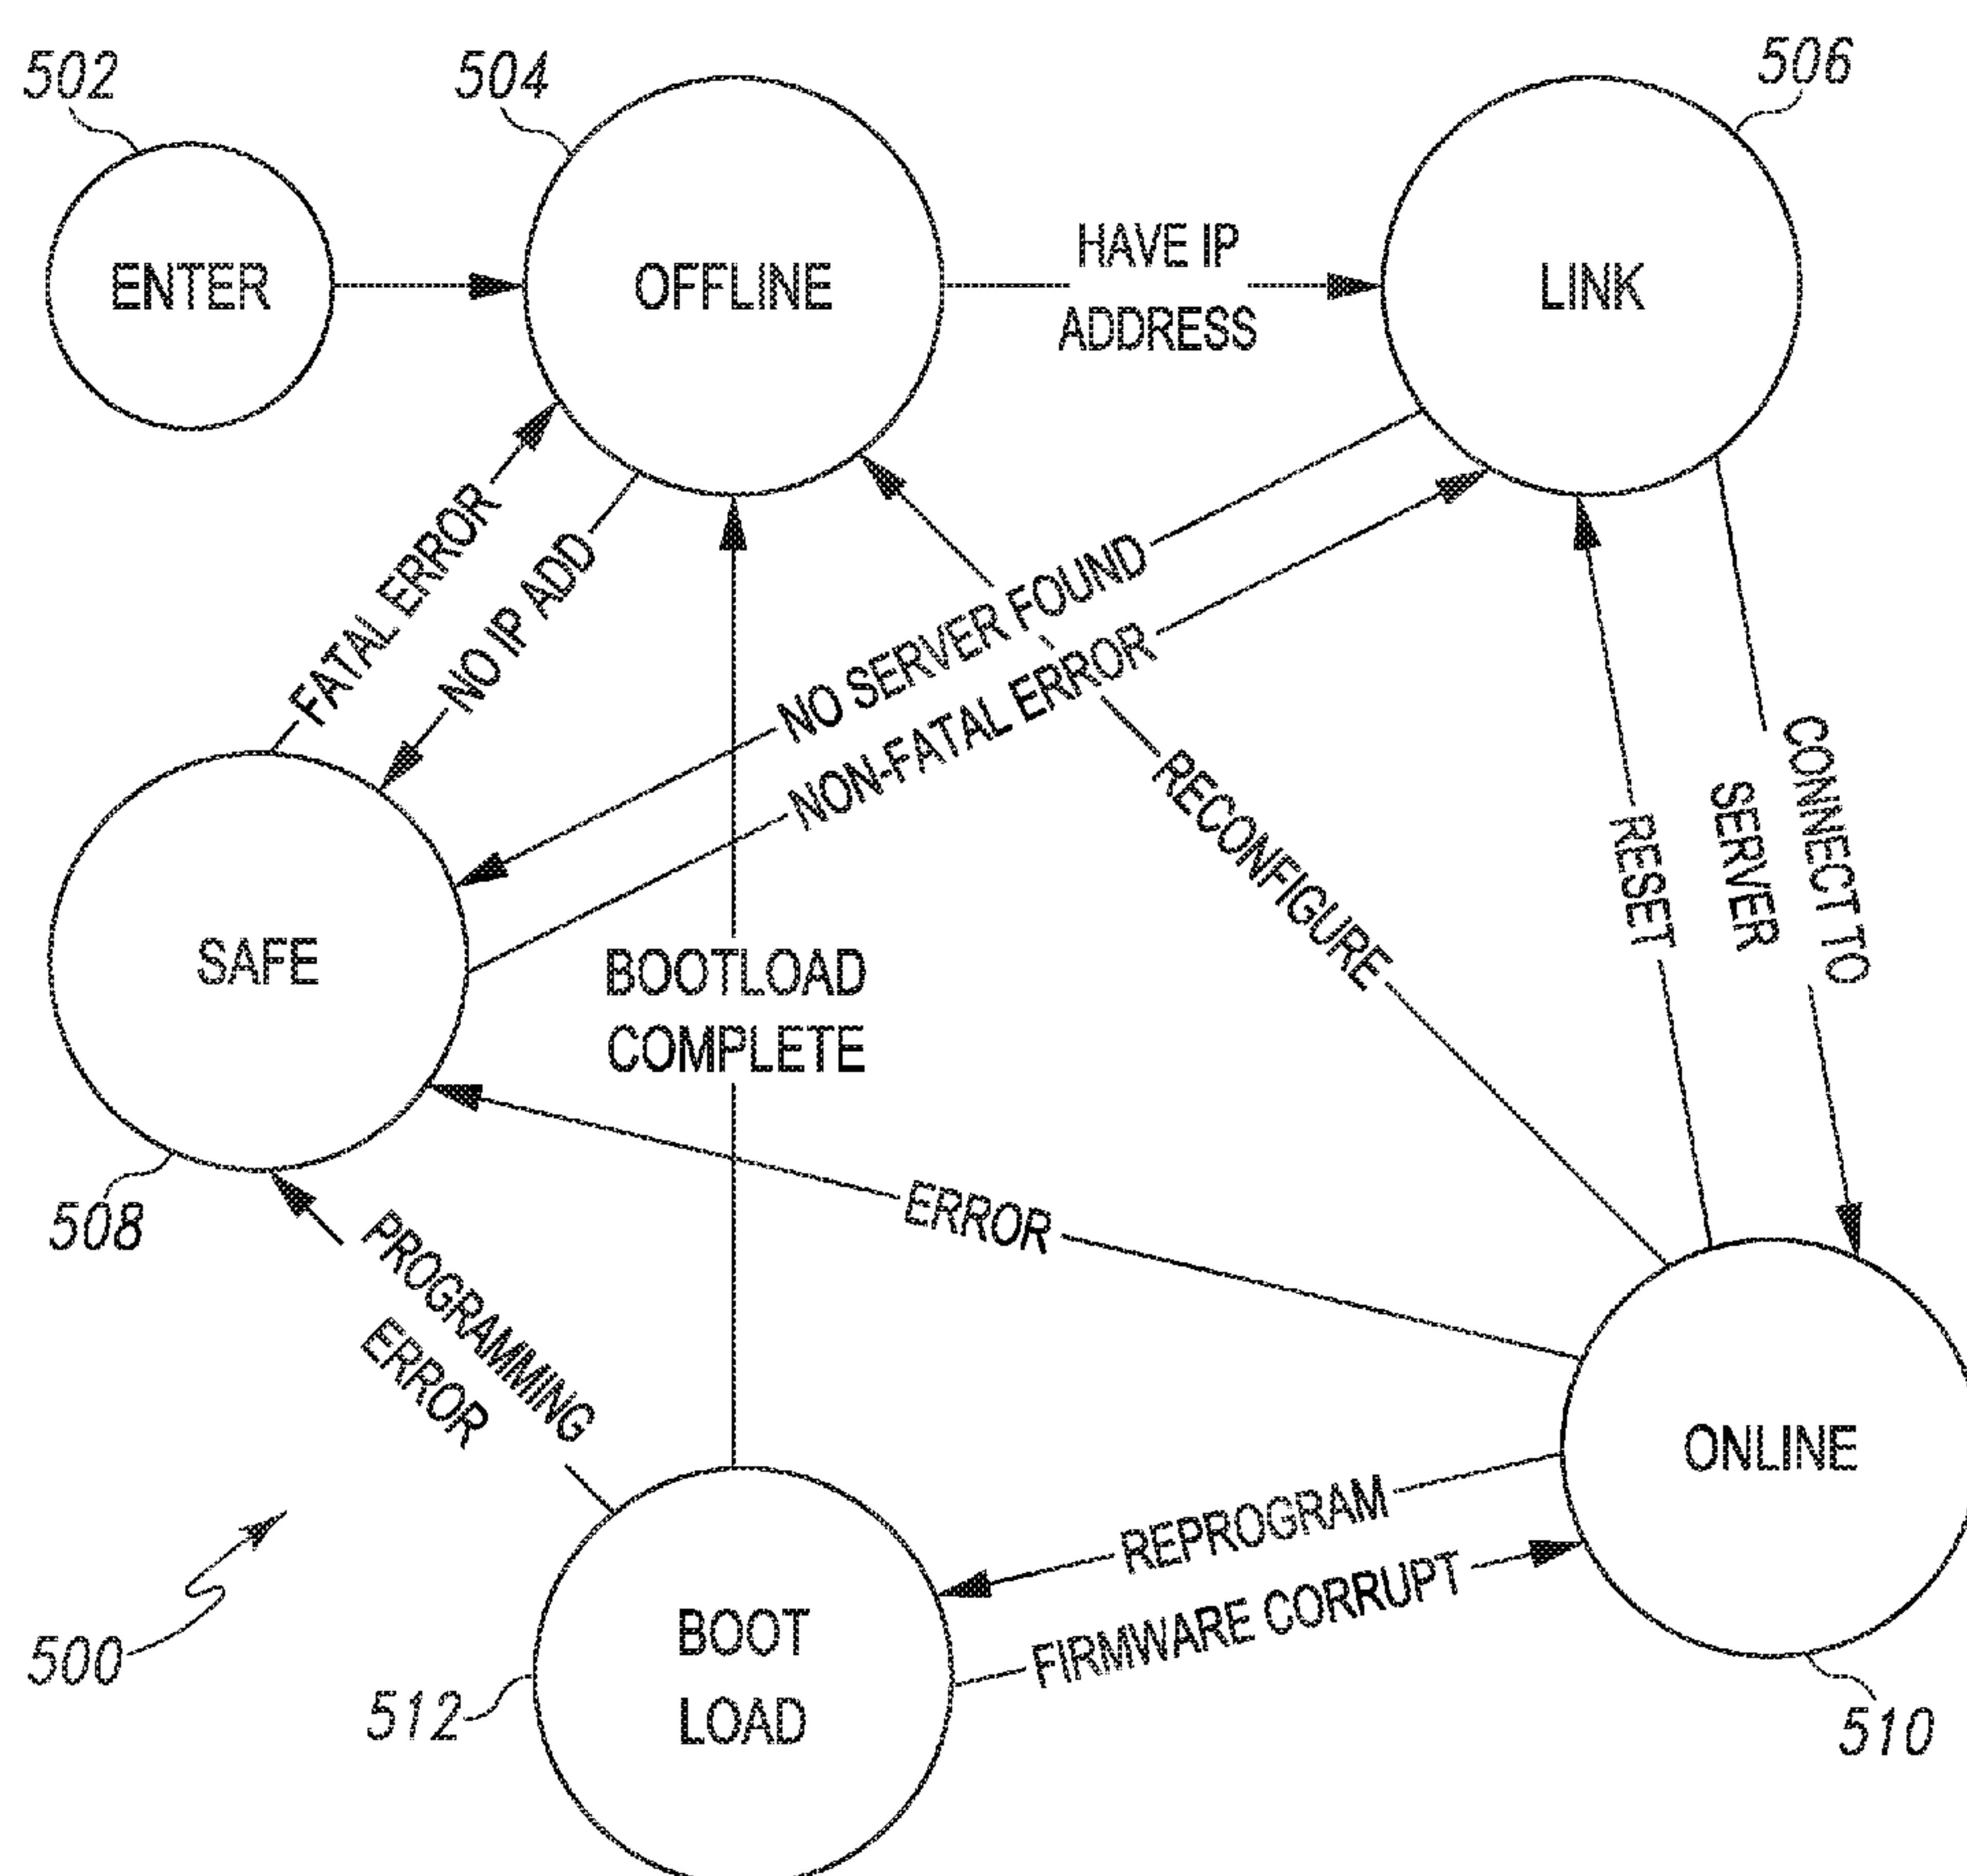 502
504
506
ENTER
OFFLINE
HAVE IP
ADDRESS
LINK
FATAL ERROR
NO IP ADD
NO SERVER FOUND
NON-FATAL ERROR
RECONFIGURE
RESET
CONNECT TO
SERVER
SAFE
BOOTLOAD
COMPLETE
508
PROGRAMMING
ERROR
ERROR
ONLINE
REPROGRAM
FIRMWARE CORRUPT
BOOT
LOAD
500
512
510